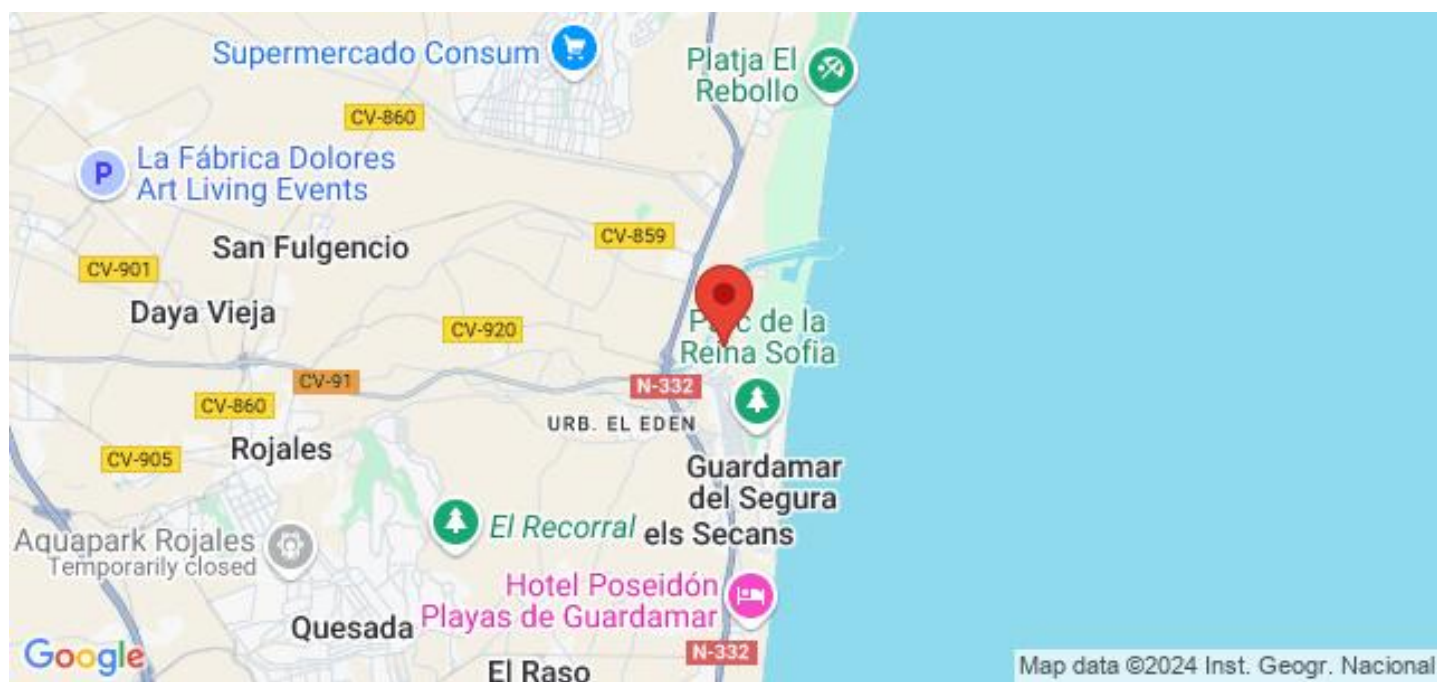 Supermercado Consum
Platja El
Rebollo
CV-860
La Fábrica Dolores
Art Living Events
P
San Fulgencio
CV-859
CV-901
Daya Vieja
CV-920
Parc de la
Reina Sofia
CV-91
N-332
CV-860
URB. EL EDEN
Rojales
CV-905
Guardamar
del Segura
El Recorral
els Secans
Aquapark Rojales
Temporarily closed
Hotel Poseidón
Playas de Guardamar
Quesada
N-332
El Raso
Google
Map data ©2024 Inst. Geogr. Nacional